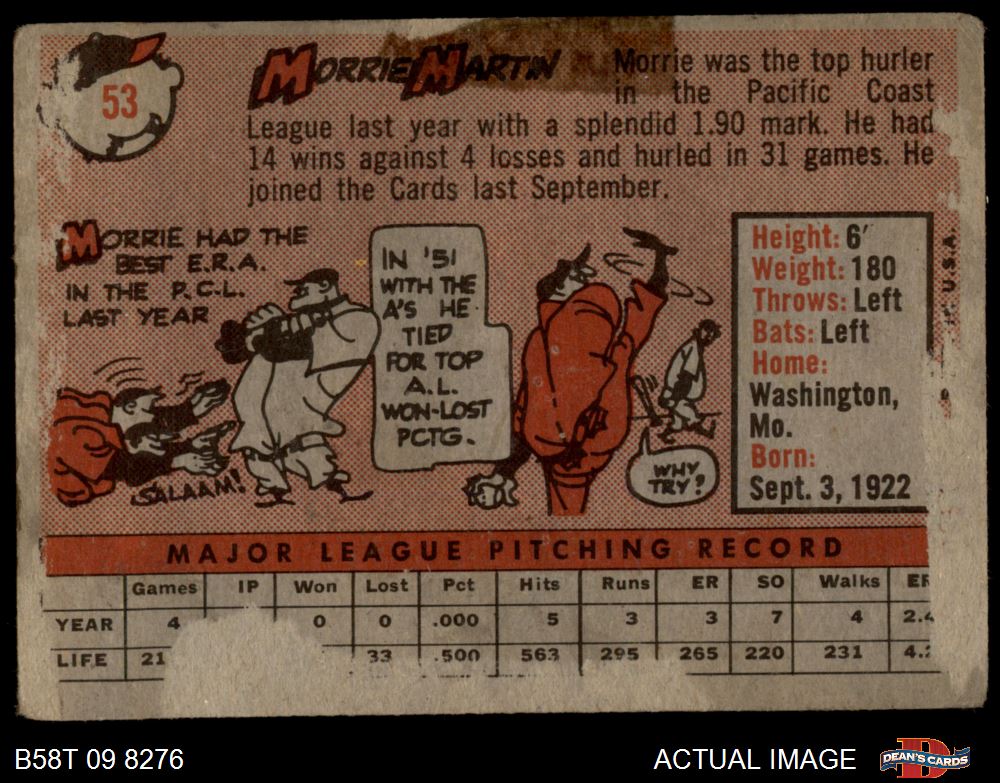 53
MORRIE MARTIN
Morrie was the top hurler
in the Pacific Coast
League last year with a splendid 1.90 mark. He had
14 wins against 4 losses and hurled in 31 games. He
joined the Cards last September.
MORRIE HAD THE
BEST E.R.A.
IN THE P.C.L.
LAST YEAR
SALAAM!
IN '51
WITH THE
A'S HE
TIED
FOR TOP
A.L.
WON-LOST
PCTG.
WHY
TRY?
Height: 6'
Weight: 180
Throws: Left
Bats: Left
Home:
Washington,
Mo.
Born:
Sept. 3, 1922
U.S.A.
MAJOR LEAGUE PITCHING RECORD
Games IP Won Lost Pct Hits Runs ER SO Walks ER
YEAR 4 0 0 .000 5 3 3 7 4 2.4
LIFE 21 33 .500 563 295 265 220 231 4.
B58T 09 8276
ACTUAL IMAGE
DEAN'S CARDS